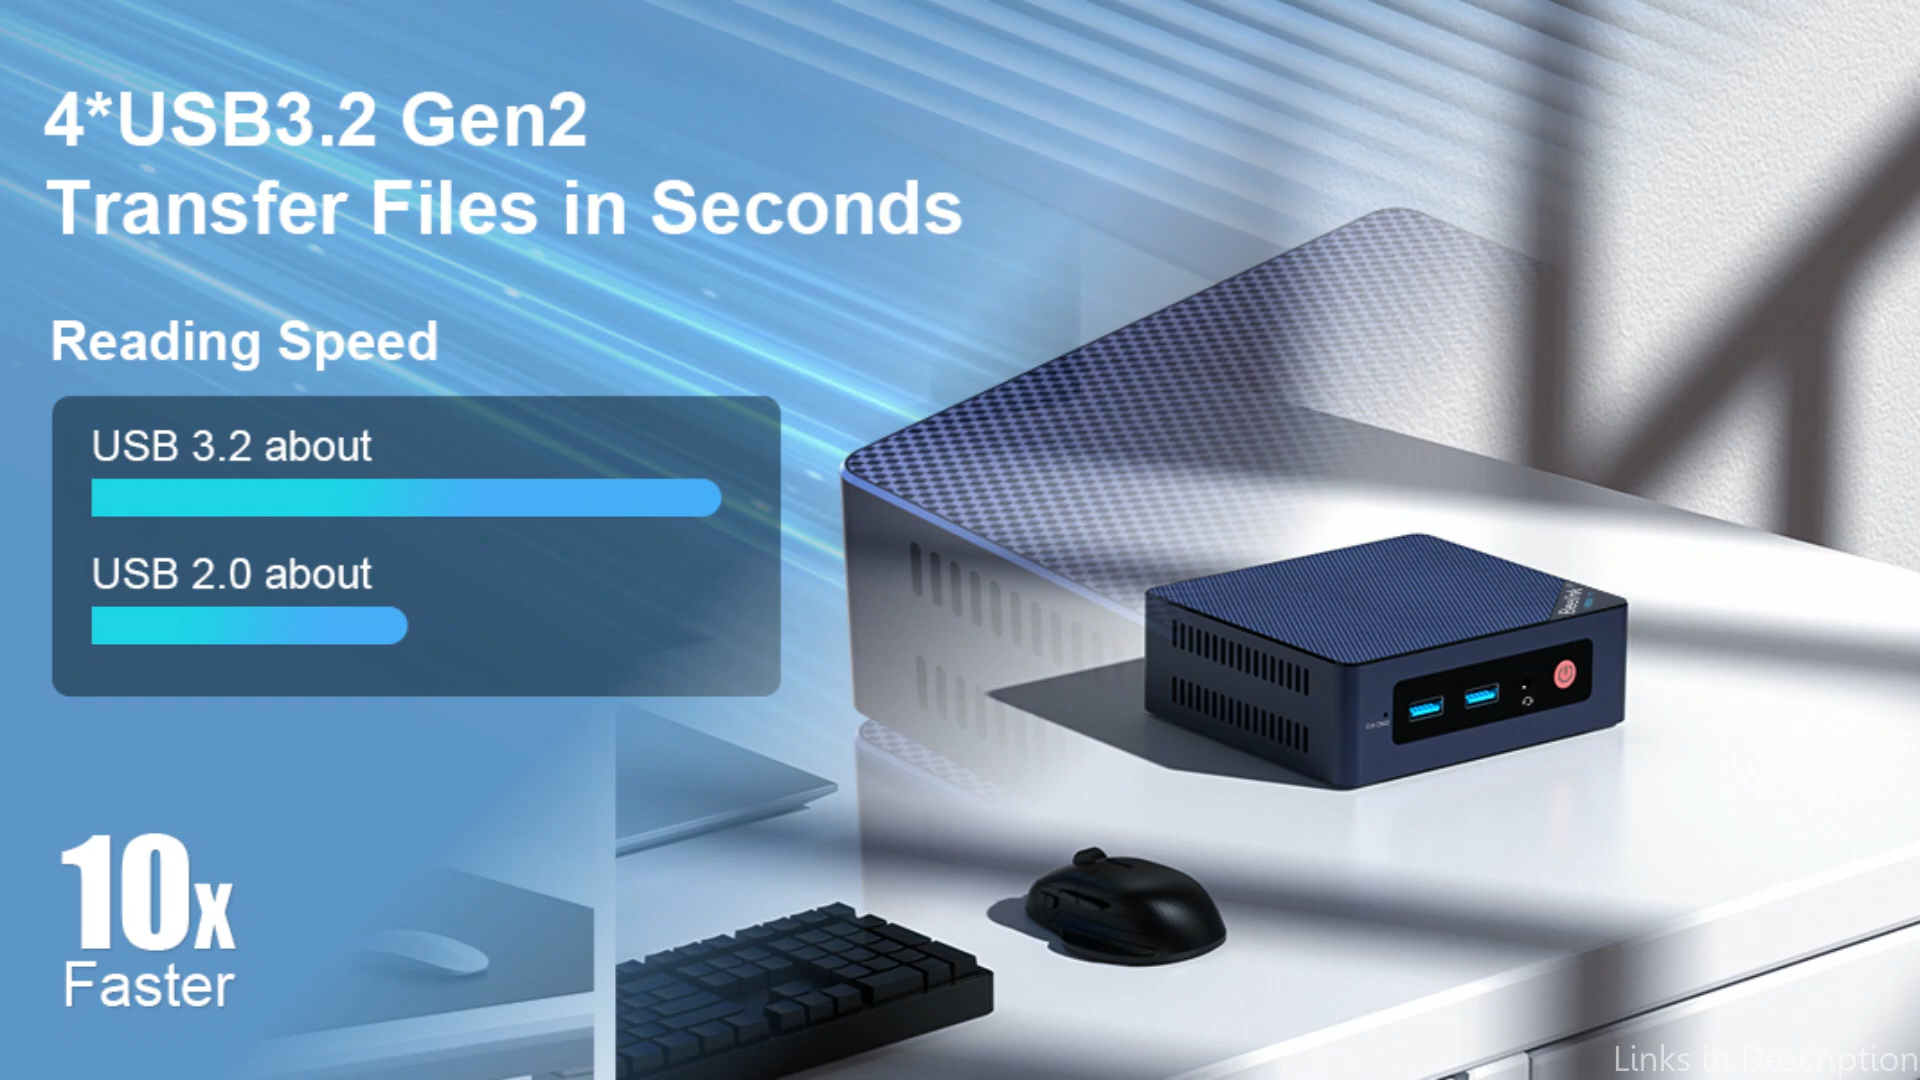 4*USB3.2 Gen2
Transfer Files in Seconds
Reading Speed
USB 3.2 about
USB 2.0 about
10x
Faster
Beelink
Links in Description